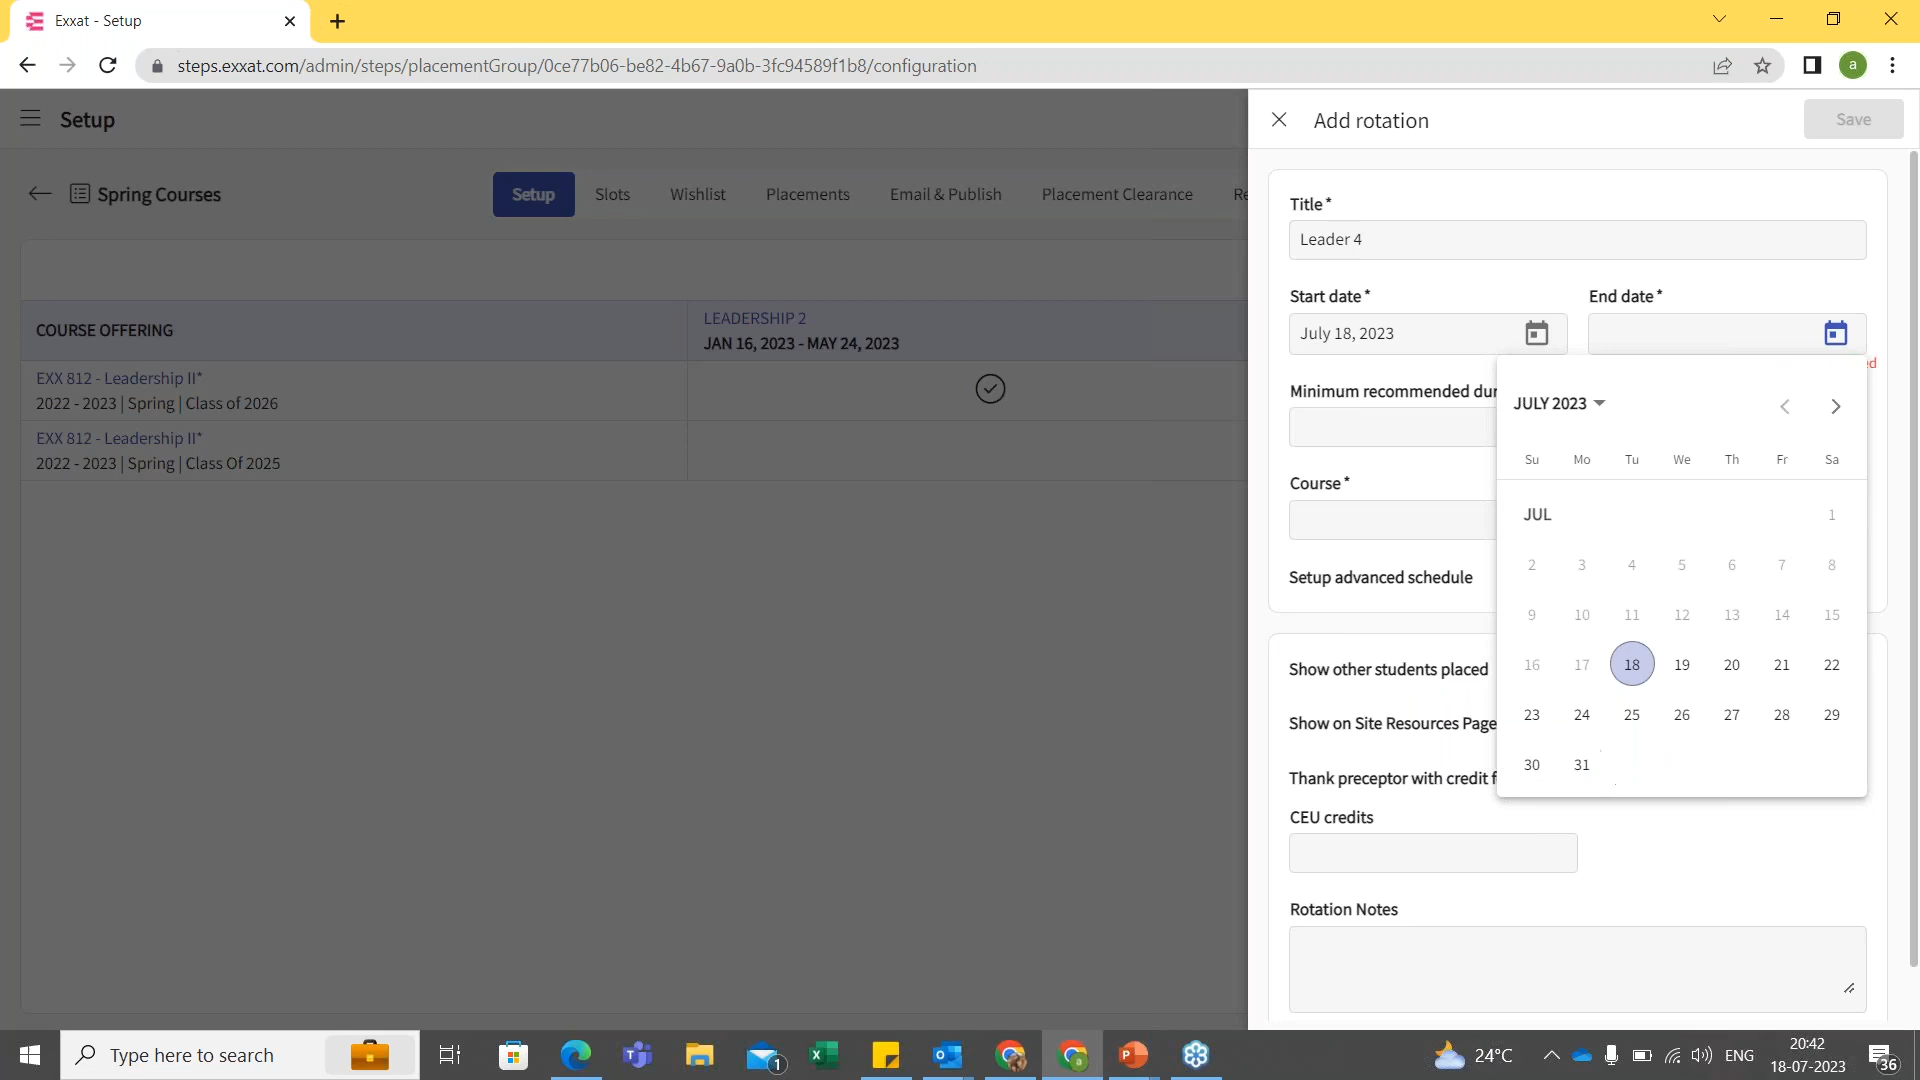 Exxat - Setup
steps.exxat.com/admin/steps/placementGroup/0ce77b06-be82-4b67-9a0b-3fc94589f1b8/configuration
a
Setup
Add rotation
Save
Spring Courses
Setup
Slots
Wishlist
Placements
Email & Publish
Placement Clearance
Re
COURSE OFFERING
LEADERSHIP 2
JAN 16, 2023 - MAY 24, 2023
EXX 812 - Leadership II*
2022 - 2023 | Spring | Class of 2026
EXX 812 - Leadership II*
2022 - 2023 | Spring | Class Of 2025
Title*
Leader 4
Start date*
End date*
July 18, 2023
ed
Minimum recommended dur
Course*
Setup advanced schedule
JULY 2023
Su Mo Tu We Th Fr Sa
JUL 1
2 3 4 5 6 7 8
9 10 11 12 13 14 15
16 17 18 19 20 21 22
23 24 25 26 27 28 29
30 31
Show other students placed
Show on Site Resources Page
Thank preceptor with credit f
CEU credits
Rotation Notes
Type here to search
1
24°C
ENG
20:42
18-07-2023
36